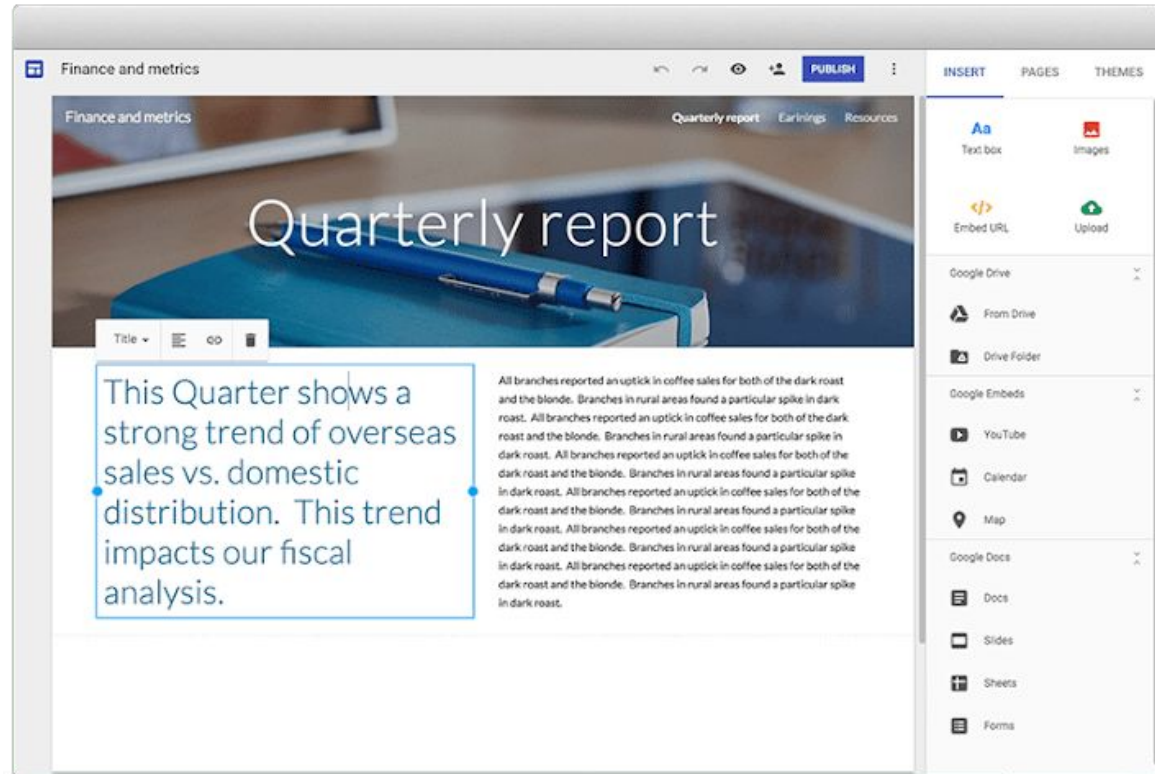 Finance and metrics
PUBLISH
INSERT PAGES THEMES
Finance and metrics
Quarterly report Earinings Resources
Quarterly report
Aa
Text box
Images
</>
Embed URL
Upload
Title
This Quarter shows a
strong trend of overseas
sales vs. domestic
distribution. This trend
impacts our fiscal
analysis.
All branches reported an uptick in coffee sales for both of the dark roast
and the blonde. Branches in rural areas found a particular spike in dark
roast. All branches reported an uptick in coffee sales for both of the dark
roast and the blonde. Branches in rural areas found a particular spike in
dark roast. All branches reported an uptick in coffee sales for both of the
dark roast and the blonde. Branches in rural areas found a particular spike
in dark roast. All branches reported an uptick in coffee sales for both of the
dark roast and the blonde. Branches in rural areas found a particular spike
in dark roast. All branches reported an uptick in coffee sales for both of the
dark roast and the blonde. Branches in rural areas found a particular spike
in dark roast. All branches reported an uptick in coffee sales for both of the
dark roast and the blonde. Branches in rural areas found a particular spike
in dark roast.
Google Drive
From Drive
Drive Folder
Google Embeds
YouTube
Calendar
Map
Google Docs
Docs
Slides
Sheets
Forms